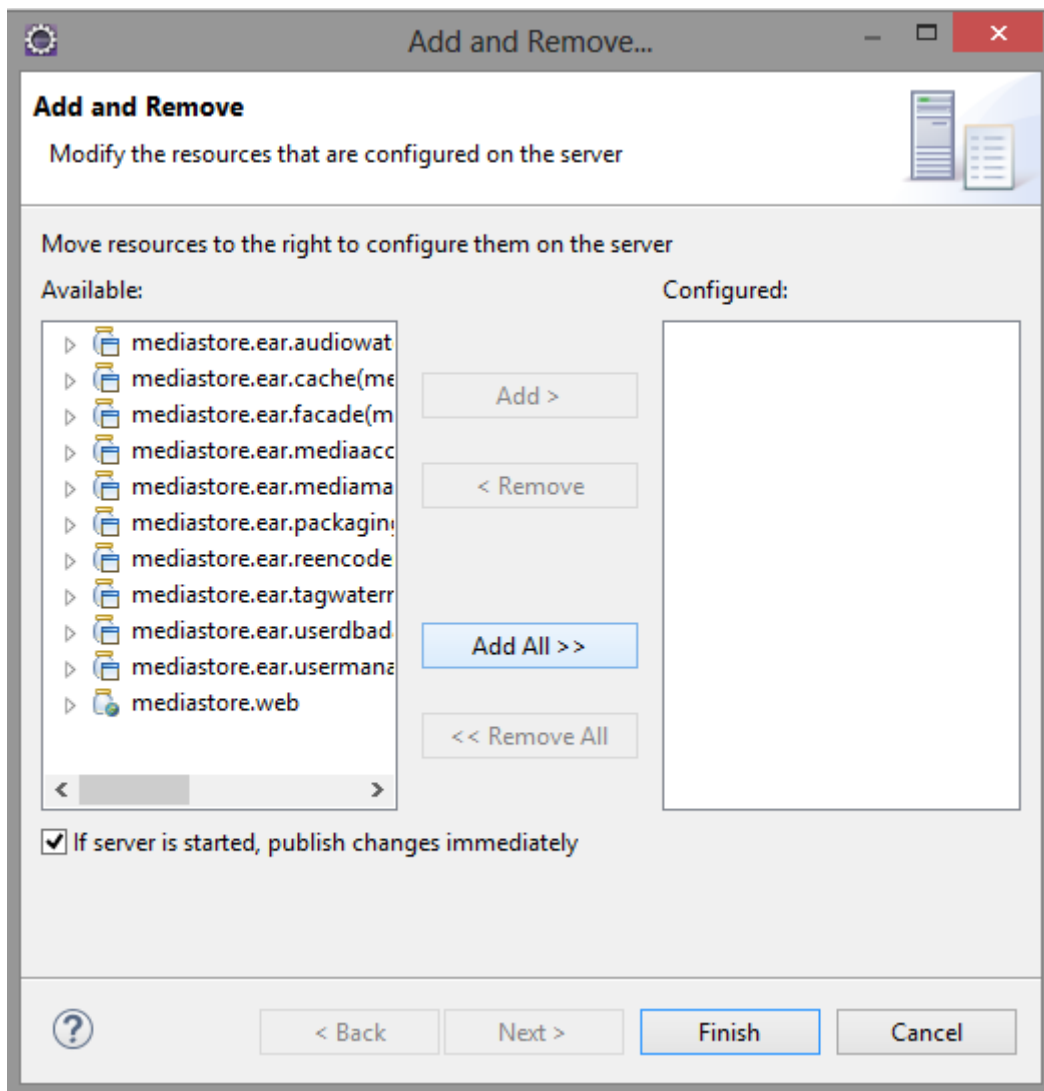 Add and Remove...
Add and Remove
Modify the resources that are configured on the server
Move resources to the right to configure them on the server
Available:
Configured:
mediastore.ear.audiowat
mediastore.ear.cache(me
mediastore.ear.facade(m
mediastore.ear.mediaacc
mediastore.ear.mediama
mediastore.ear.packagin
mediastore.ear.reencode
mediastore.ear.tagwaterr
mediastore.ear.userdbad
mediastore.ear.usermana
mediastore.web
Add >
< Remove
Add All >>
<< Remove All
If server is started, publish changes immediately
< Back
Next >
Finish
Cancel